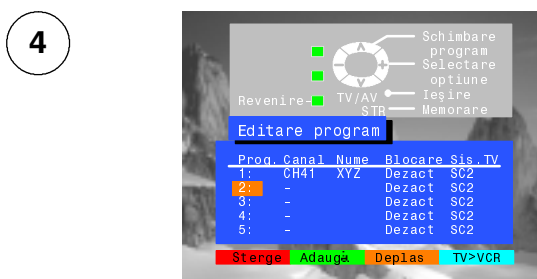 4
Schimbare
program
Selectare
optiune
Revenire
TV/AV
Ieşire
STR
Memorare
Editare program
Prog. Canal Nume Blocare Sis.TV
1: CH41 XYZ Dezact SC2
2: - Dezact SC2
3: - Dezact SC2
4: - Dezact SC2
5: - Dezact SC2
Sterge Adauga Deplas TV>VCR